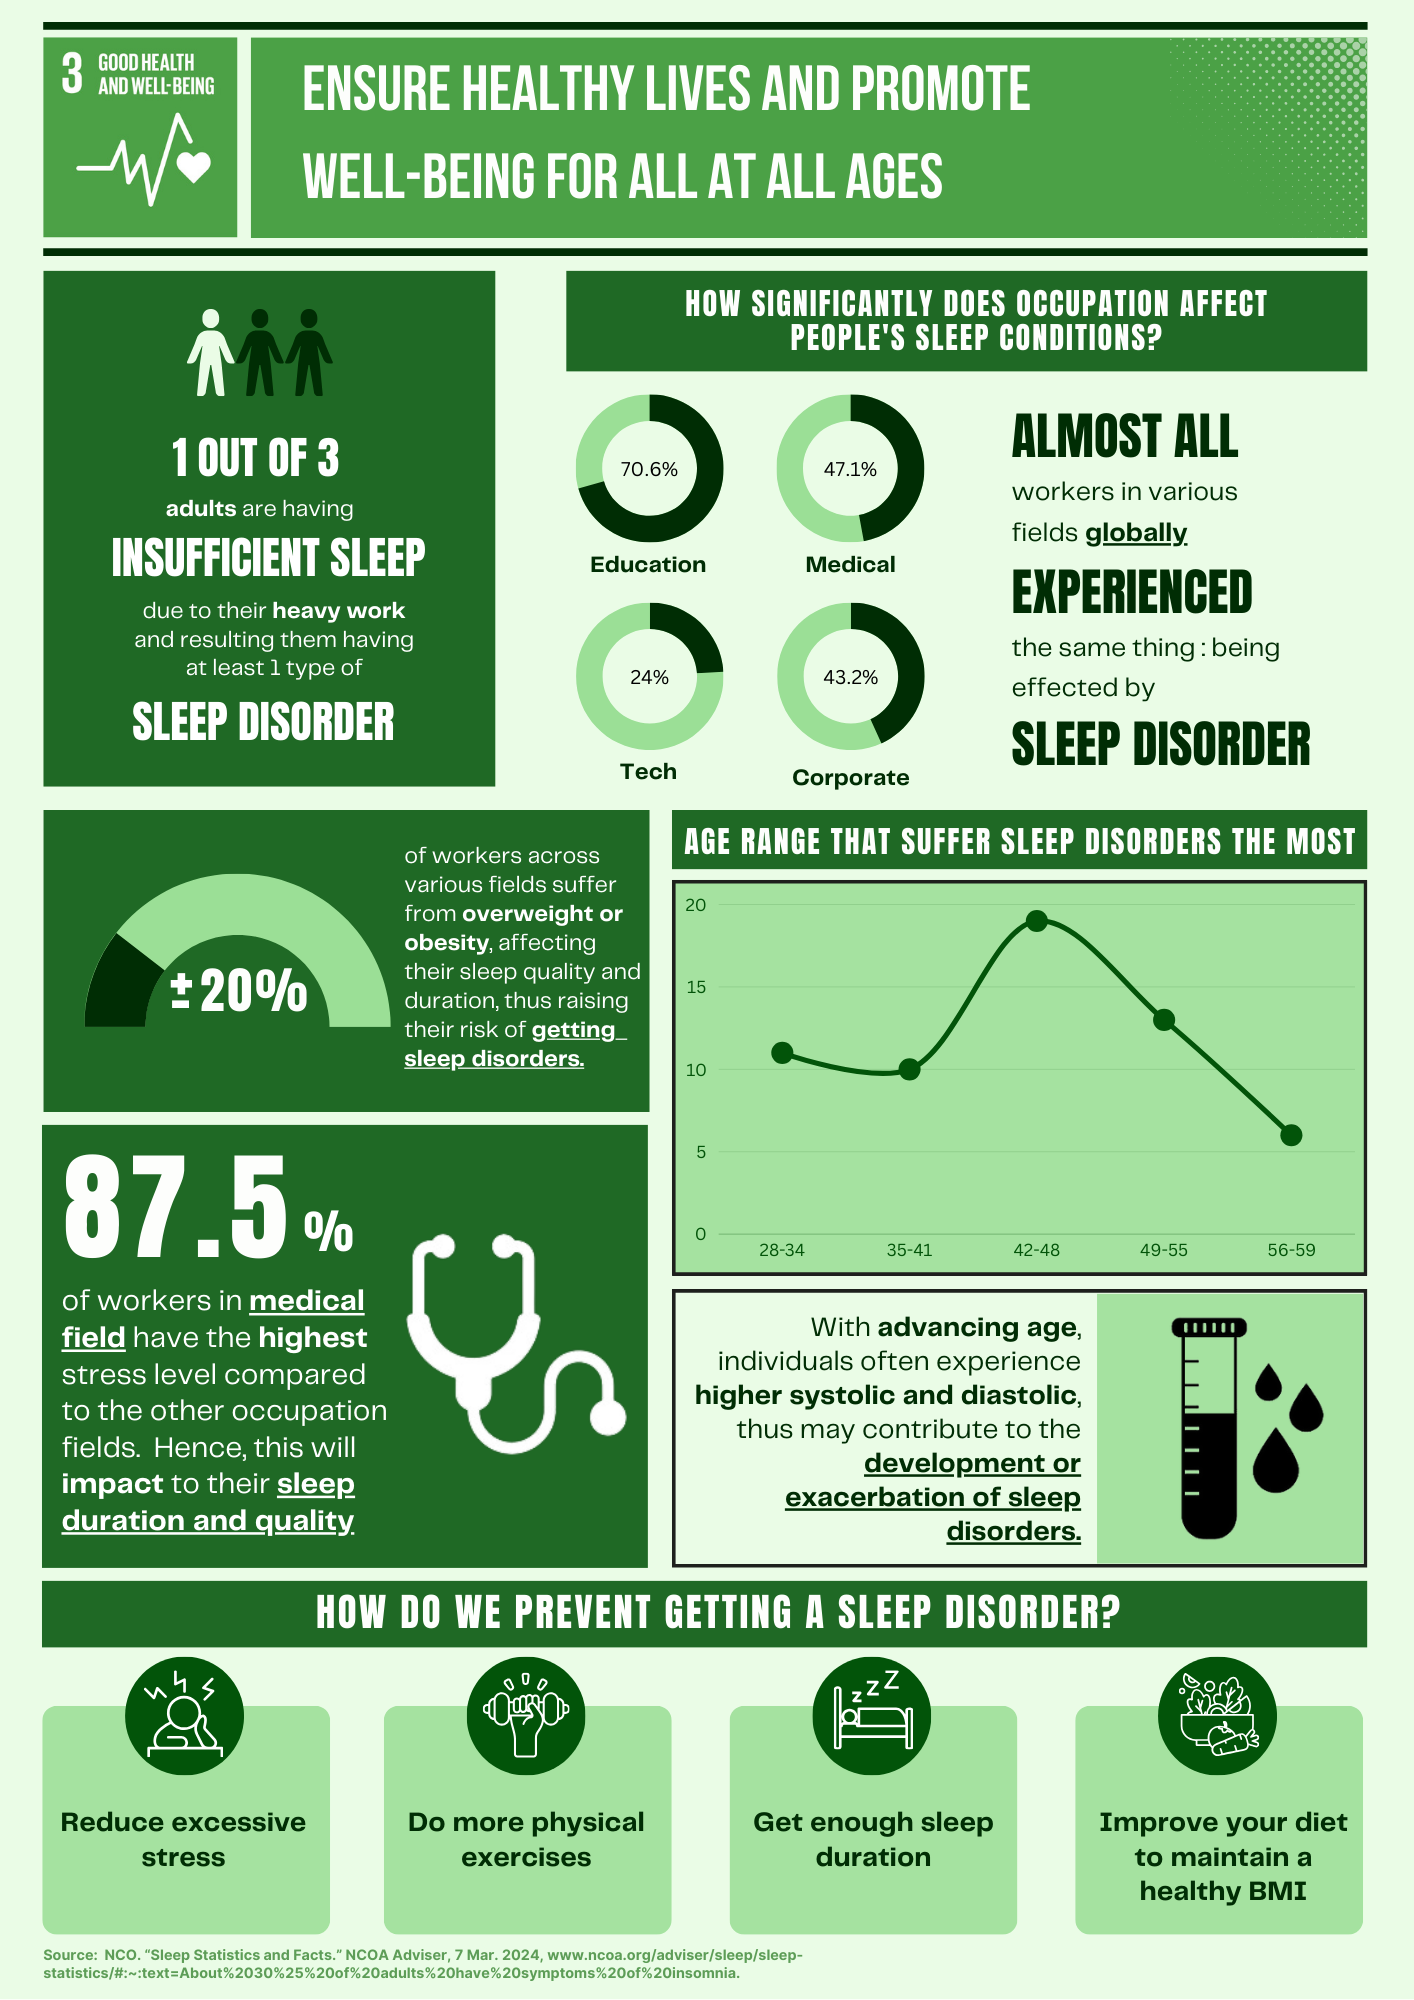 3 GOOD HEALTH
AND WELL-BEING
ENSURE HEALTHY LIVES AND PROMOTE
WELL-BEING FOR ALL AT ALL AGES
1 OUT OF 3
adults are having
INSUFFICIENT SLEEP
due to their heavy work
and resulting them having
at least 1 type of
SLEEP DISORDER
HOW SIGNIFICANTLY DOES OCCUPATION AFFECT
PEOPLE'S SLEEP CONDITIONS?
70.6%
Education
47.1%
Medical
24%
Tech
43.2%
Corporate
ALMOST ALL
workers in various
fields globally
EXPERIENCED
the same thing : being
effected by
SLEEP DISORDER
± 20%
of workers across
various fields suffer
from overweight or
obesity, affecting
their sleep quality and
duration, thus raising
their risk of getting
sleep disorders.
AGE RANGE THAT SUFFER SLEEP DISORDERS THE MOST
20
15
10
5
0
28-34 35-41 42-48 49-55 56-59
87.5 %
of workers in medical
field have the highest
stress level compared
to the other occupation
fields. Hence, this will
impact to their sleep
duration and quality
With advancing age,
individuals often experience
higher systolic and diastolic,
thus may contribute to the
development or
exacerbation of sleep
disorders.
HOW DO WE PREVENT GETTING A SLEEP DISORDER?
Reduce excessive
stress
Do more physical
exercises
z z z
Get enough sleep
duration
Improve your diet
to maintain a
healthy BMI
Source: NCO. “Sleep Statistics and Facts.” NCOA Adviser, 7 Mar. 2024, www.ncoa.org/adviser/sleep/sleep-
statistics/#:~:text=About%2030%25%20of%20adults%20have%20symptoms%20of%20insomnia.